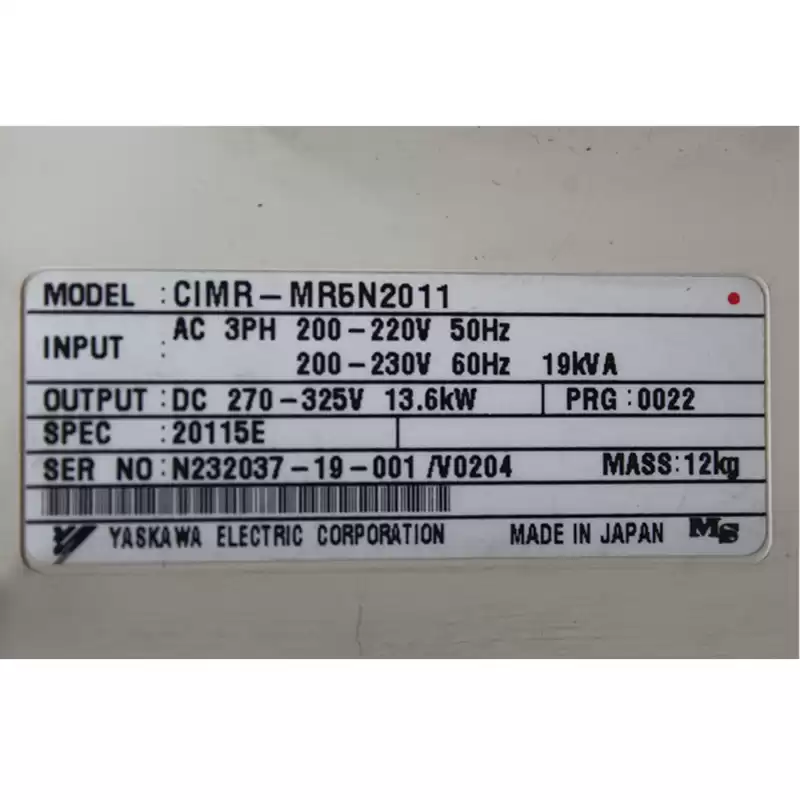 MODEL : CIMR-MR5N2011
INPUT : AC 3PH 200-220V 50Hz
200-230V 60Hz 19kVA
OUTPUT : DC 270-325V 13.6kW PRG : 0022
SPEC : 20115E
SER NO : N232037-19-001 /V0204 MASS : 12kg
YASKAWA ELECTRIC CORPORATION MADE IN JAPAN MS